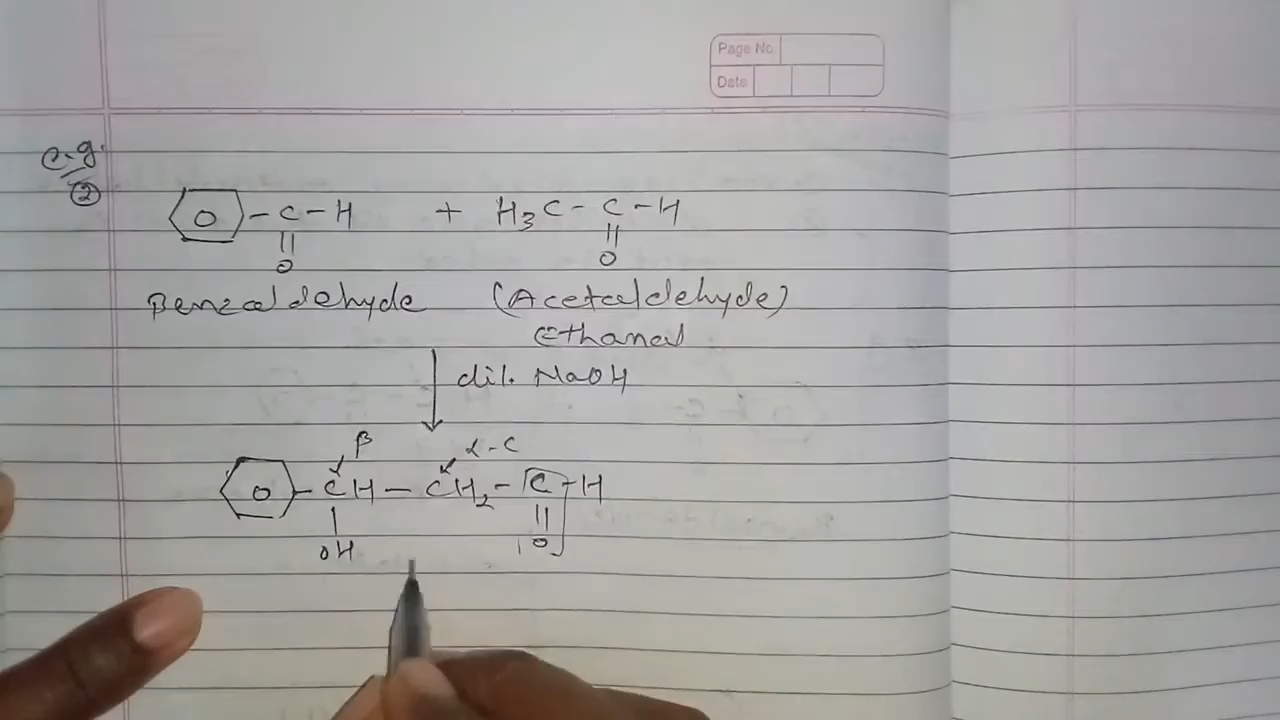 Page No.
Date
e.g.
②
C - H + H3C - C - H
O O
Benzaldehyde (Acetaldehyde)
Ethanal
dil. NaOH
β α-C
CH - CH2 - C - H
OH O